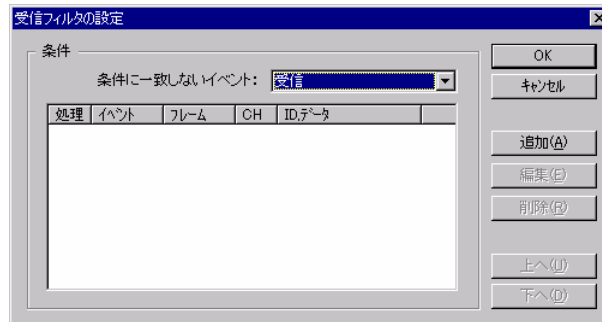 受信フィルタの設定
条件
条件に一致しないイベント: 受信
処理 イベント フレーム CH ID,データ
OK
キャンセル
追加(A)
編集(E)
削除(R)
上へ(U)
下へ(D)